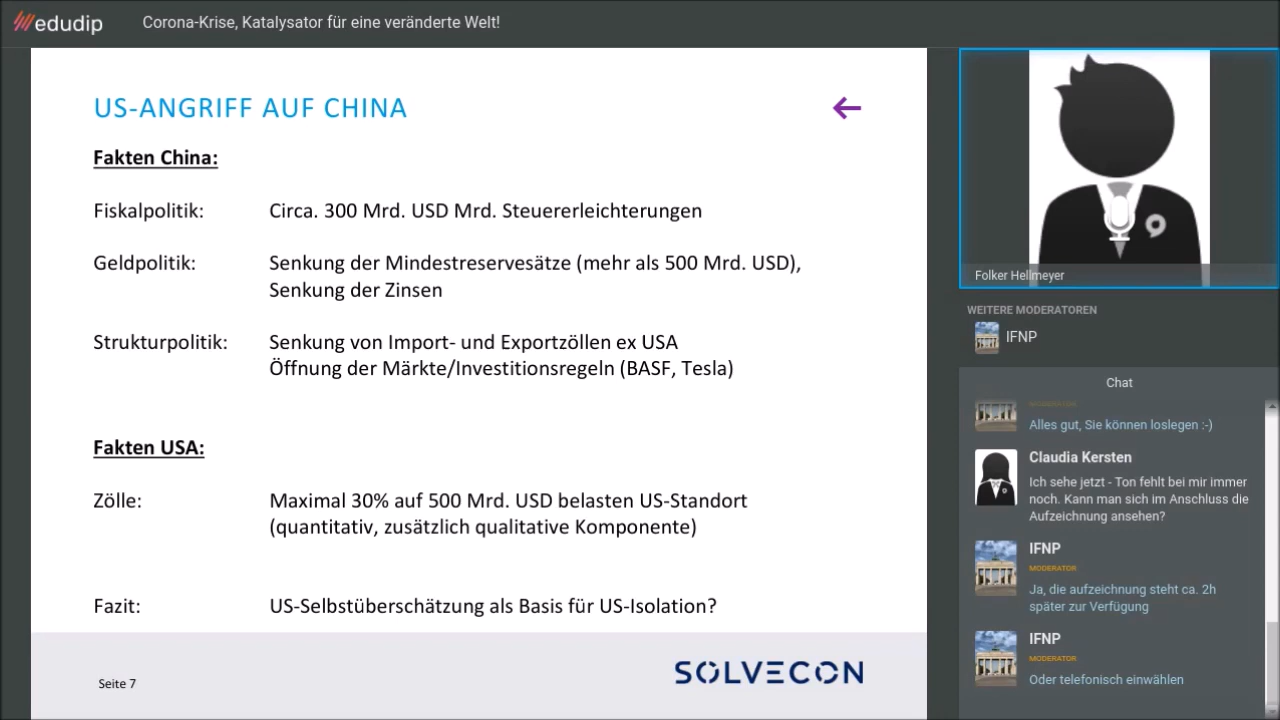 edudip
Corona-Krise, Katalysator für eine veränderte Welt!
US-ANGRIFF AUF CHINA
Fakten China:
Fiskalpolitik: Circa. 300 Mrd. USD Mrd. Steuererleichterungen
Geldpolitik: Senkung der Mindestreservesätze (mehr als 500 Mrd. USD),
Senkung der Zinsen
Strukturpolitik: Senkung von Import- und Exportzöllen ex USA
Öffnung der Märkte/Investitionsregeln (BASF, Tesla)
Fakten USA:
Zölle: Maximal 30% auf 500 Mrd. USD belasten US-Standort
(quantitativ, zusätzlich qualitative Komponente)
Fazit: US-Selbstüberschätzung als Basis für US-Isolation?
Seite 7
SOLVECON
Folker Hellmeyer
WEITERE MODERATOREN
IFNP
Chat
Alles gut, Sie können loslegen :-)
Claudia Kersten
Ich sehe jetzt - Ton fehlt bei mir immer
noch. Kann man sich im Anschluss die
Aufzeichnung ansehen?
IFNP
MODERATOR
Ja, die aufzeichnung steht ca. 2h
später zur Verfügung
IFNP
MODERATOR
Oder telefonisch einwählen